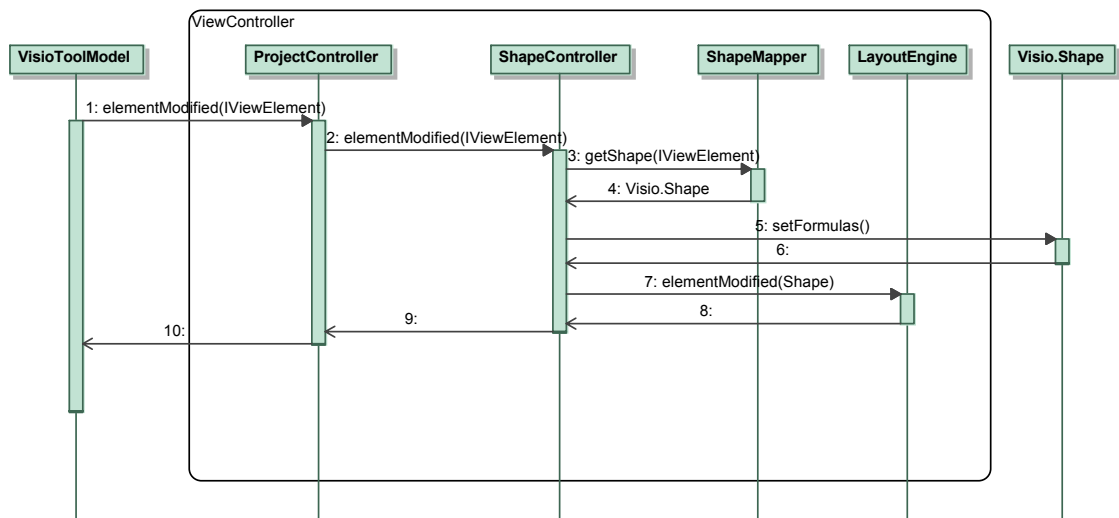 ViewController
VisioToolModel
ProjectController
ShapeController
ShapeMapper
LayoutEngine
Visio.Shape
1: elementModified(IViewElement)
2: elementModified(IViewElement)
3: getShape(IViewElement)
4: Visio.Shape
5: setFormulas()
6:
7: elementModified(Shape)
8:
9:
10: